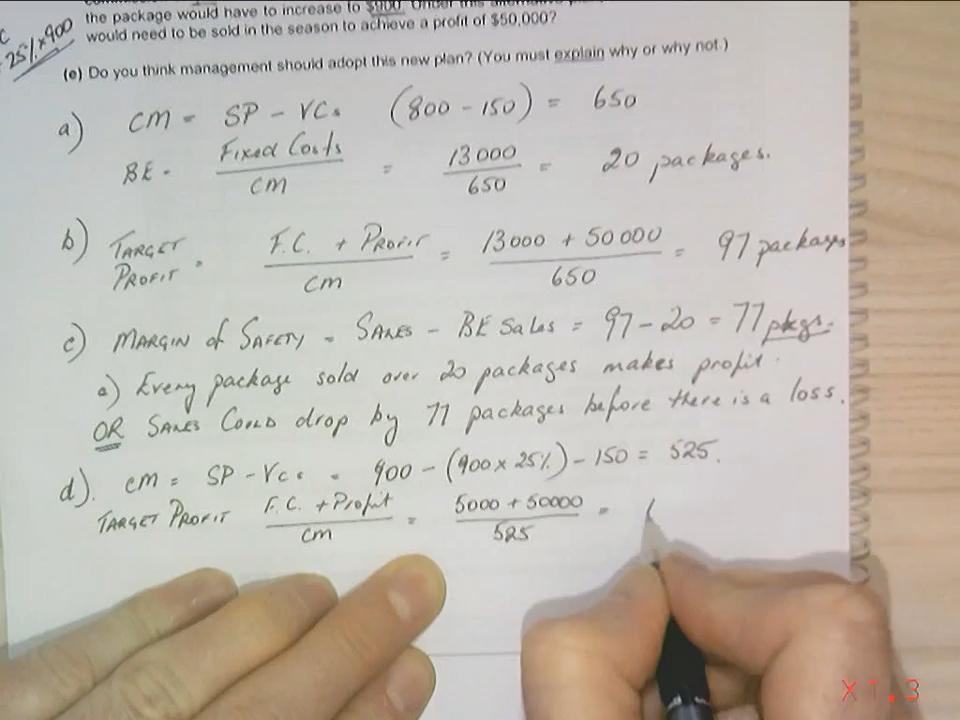 the package would have to increase to $900. Under this alternative
would need to be sold in the season to achieve a profit of $50,000?
25% x 900
(e) Do you think management should adopt this new plan? (You must explain why or why not.)
a) CM = SP - VCs (800 - 150) = 650
BE = Fixed Costs / CM = 13000 / 650 = 20 packages.
b) TARGET PROFIT = F.C. + PROFIT / CM = 13000 + 50000 / 650 = 97 packages
c) MARGIN of SAFETY = SALES - BE Sales = 97 - 20 = 77 pkgs.
a) Every package sold over 20 packages makes profit.
OR SALES COULD drop by 77 packages before there is a loss.
d). CM = SP - VCs = 900 - (900 x 25%) - 150 = 525.
TARGET PROFIT F.C. + Profit / CM = 5000 + 50000 / 525 =
XT.3